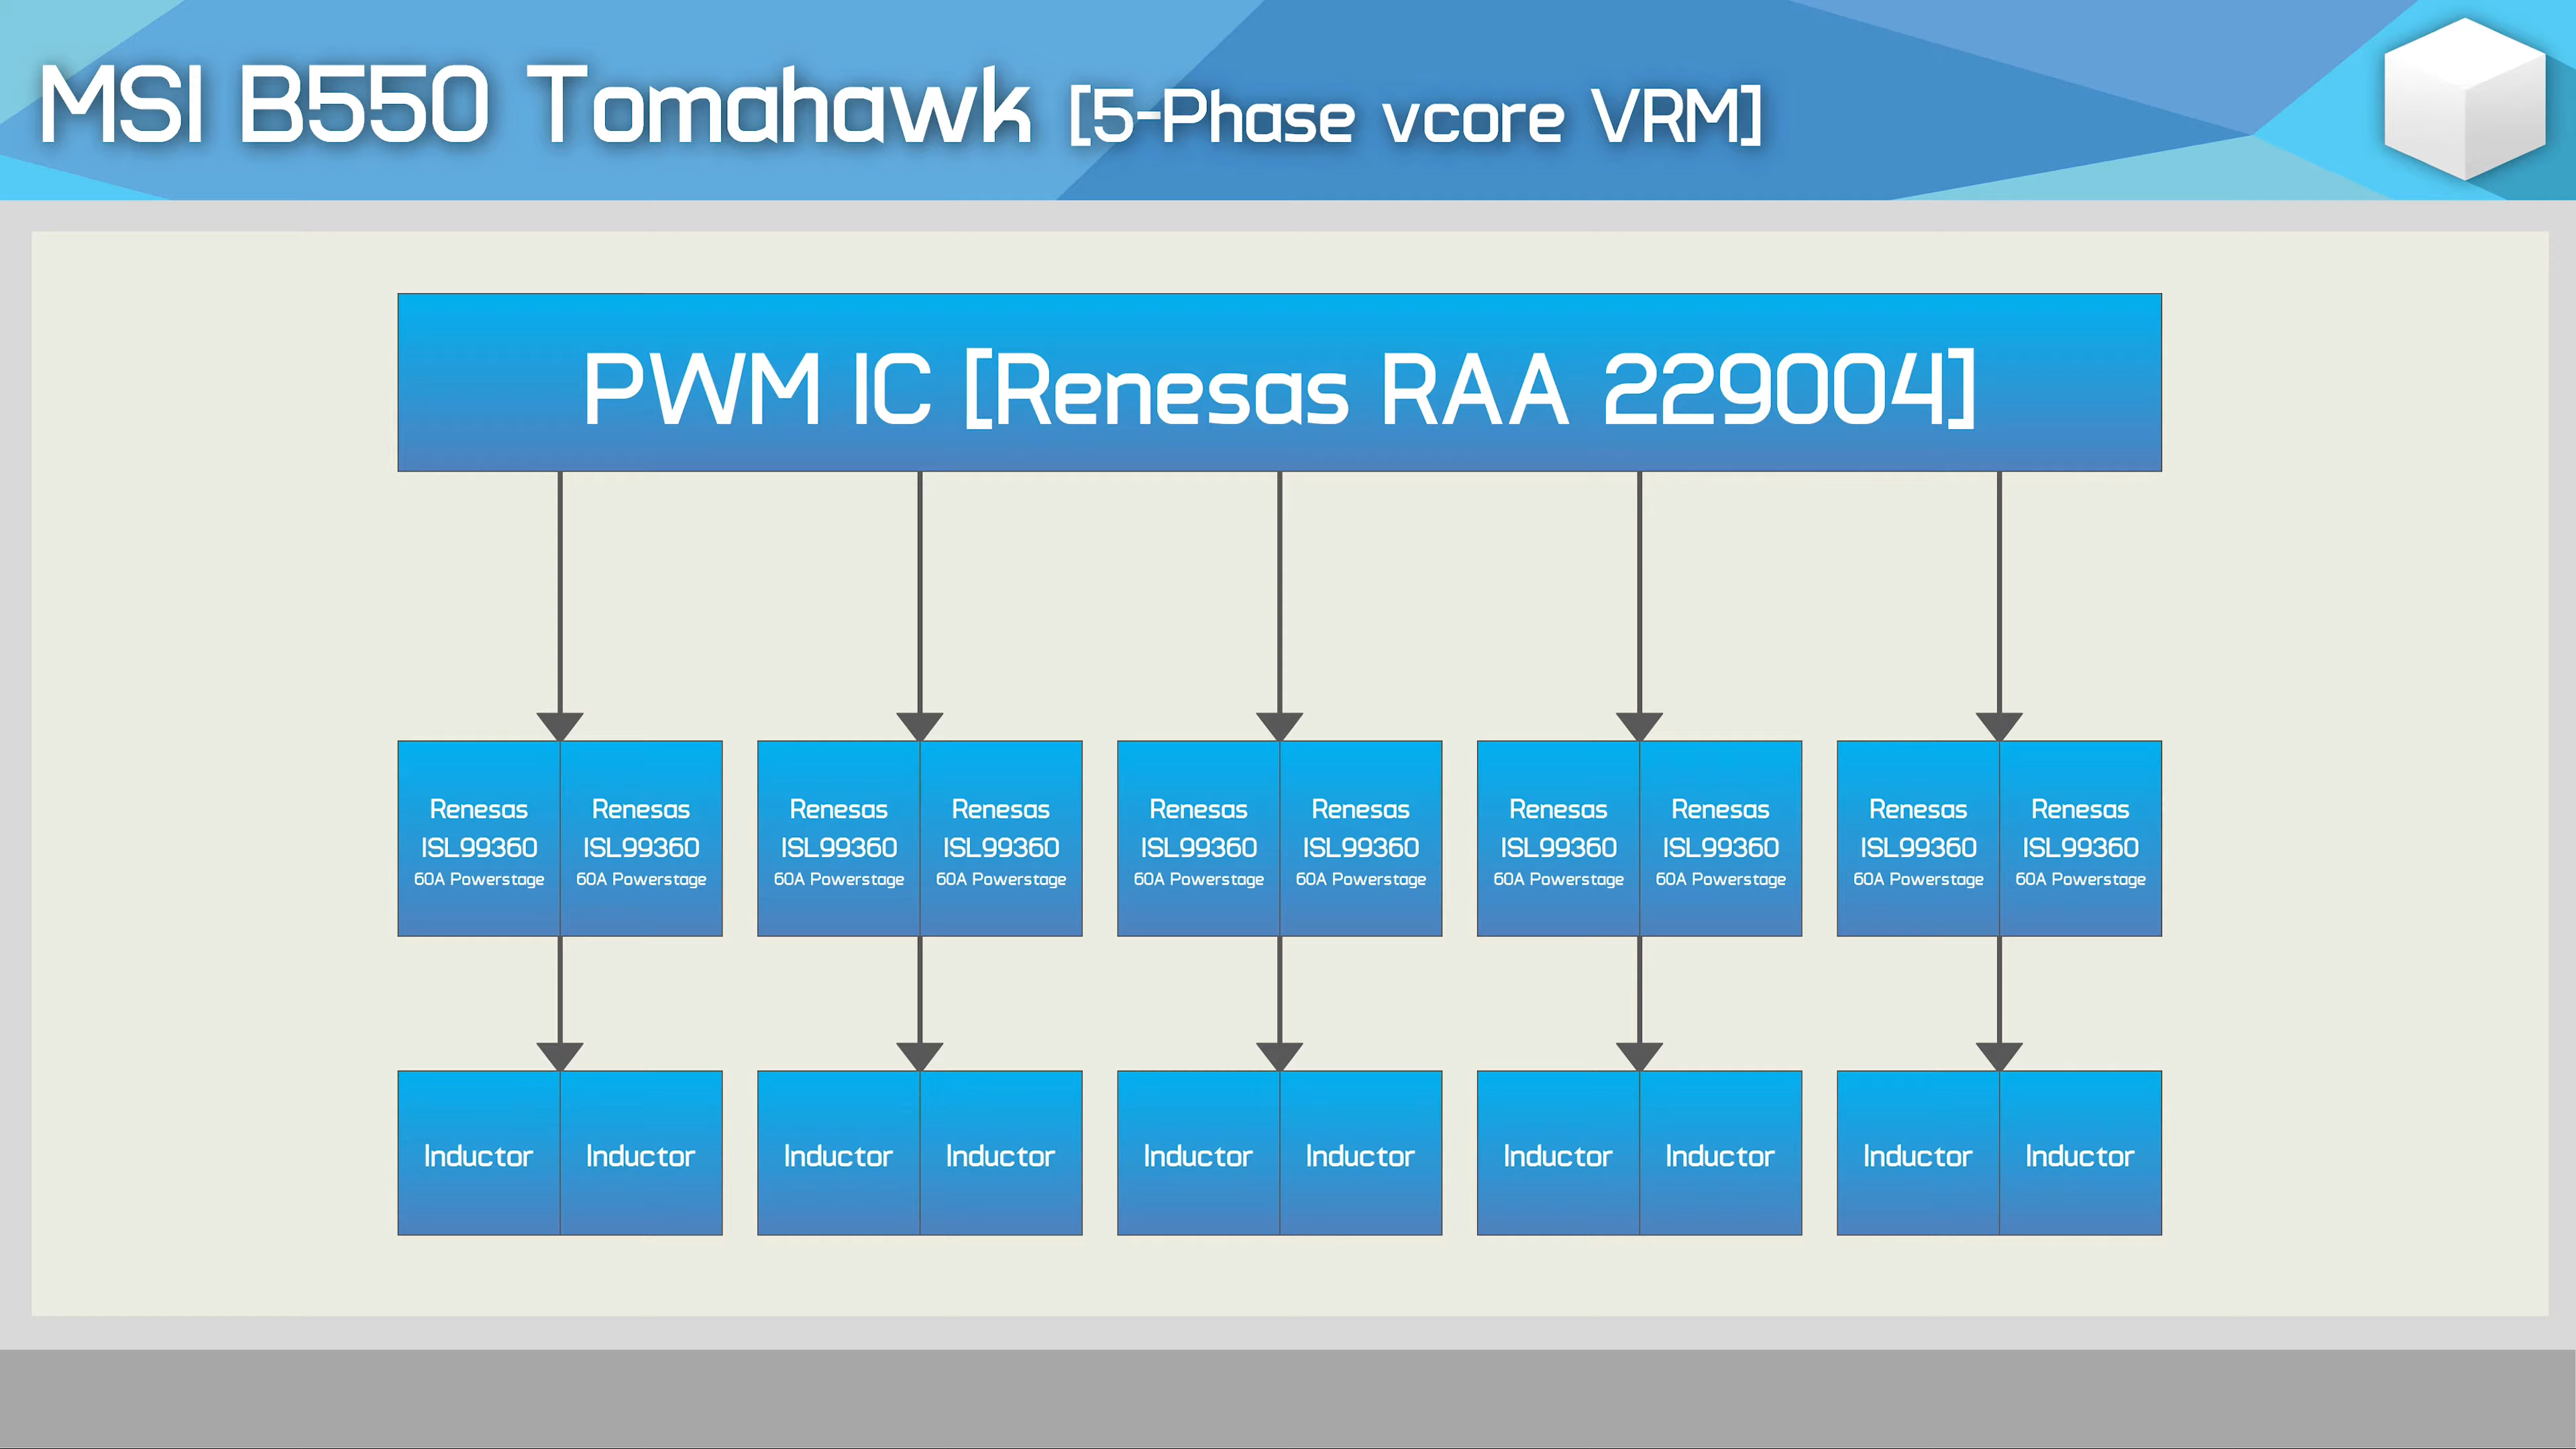 MSI B550 Tomahawk [5-Phase vcore VRM]
PWM IC [Renesas RAA 229004]
Renesas Renesas Renesas Renesas Renesas Renesas Renesas Renesas Renesas Renesas
ISL99360 ISL99360 ISL99360 ISL99360 ISL99360 ISL99360 ISL99360 ISL99360 ISL99360 ISL99360
60A Powerstage 60A Powerstage 60A Powerstage 60A Powerstage 60A Powerstage 60A Powerstage 60A Powerstage 60A Powerstage 60A Powerstage 60A Powerstage
Inductor Inductor Inductor Inductor Inductor Inductor Inductor Inductor Inductor Inductor